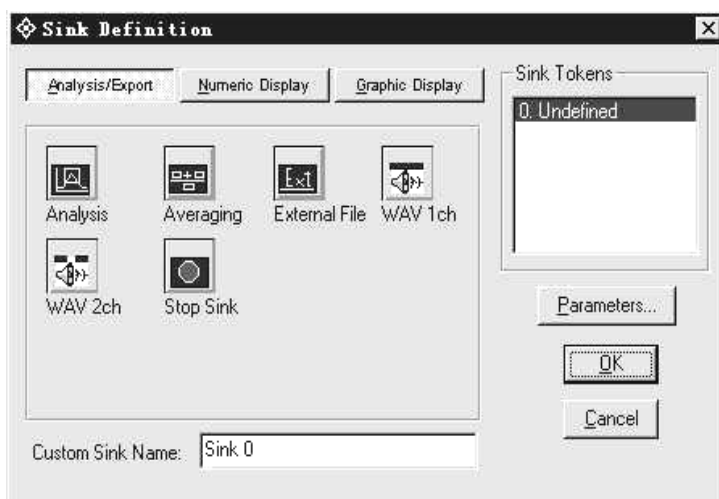 Sink Definition
Analysis/Export
Numeric Display
Graphic Display
Sink Tokens
0: Undefined
Ext
Analysis
Averaging
External File
WAV 1ch
WAV 2ch
Stop Sink
Parameters...
OK
Cancel
Custom Sink Name:
Sink 0